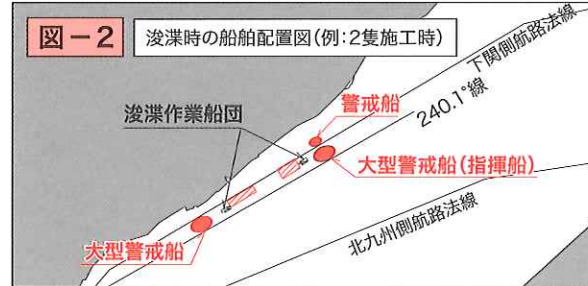 図－2
浚渫時の船舶配置図(例：2隻施工時)
下関側航路法線
警戒船
浚渫作業船団
240.1°線
大型警戒船(指揮船)
北九州側航路法線
大型警戒船